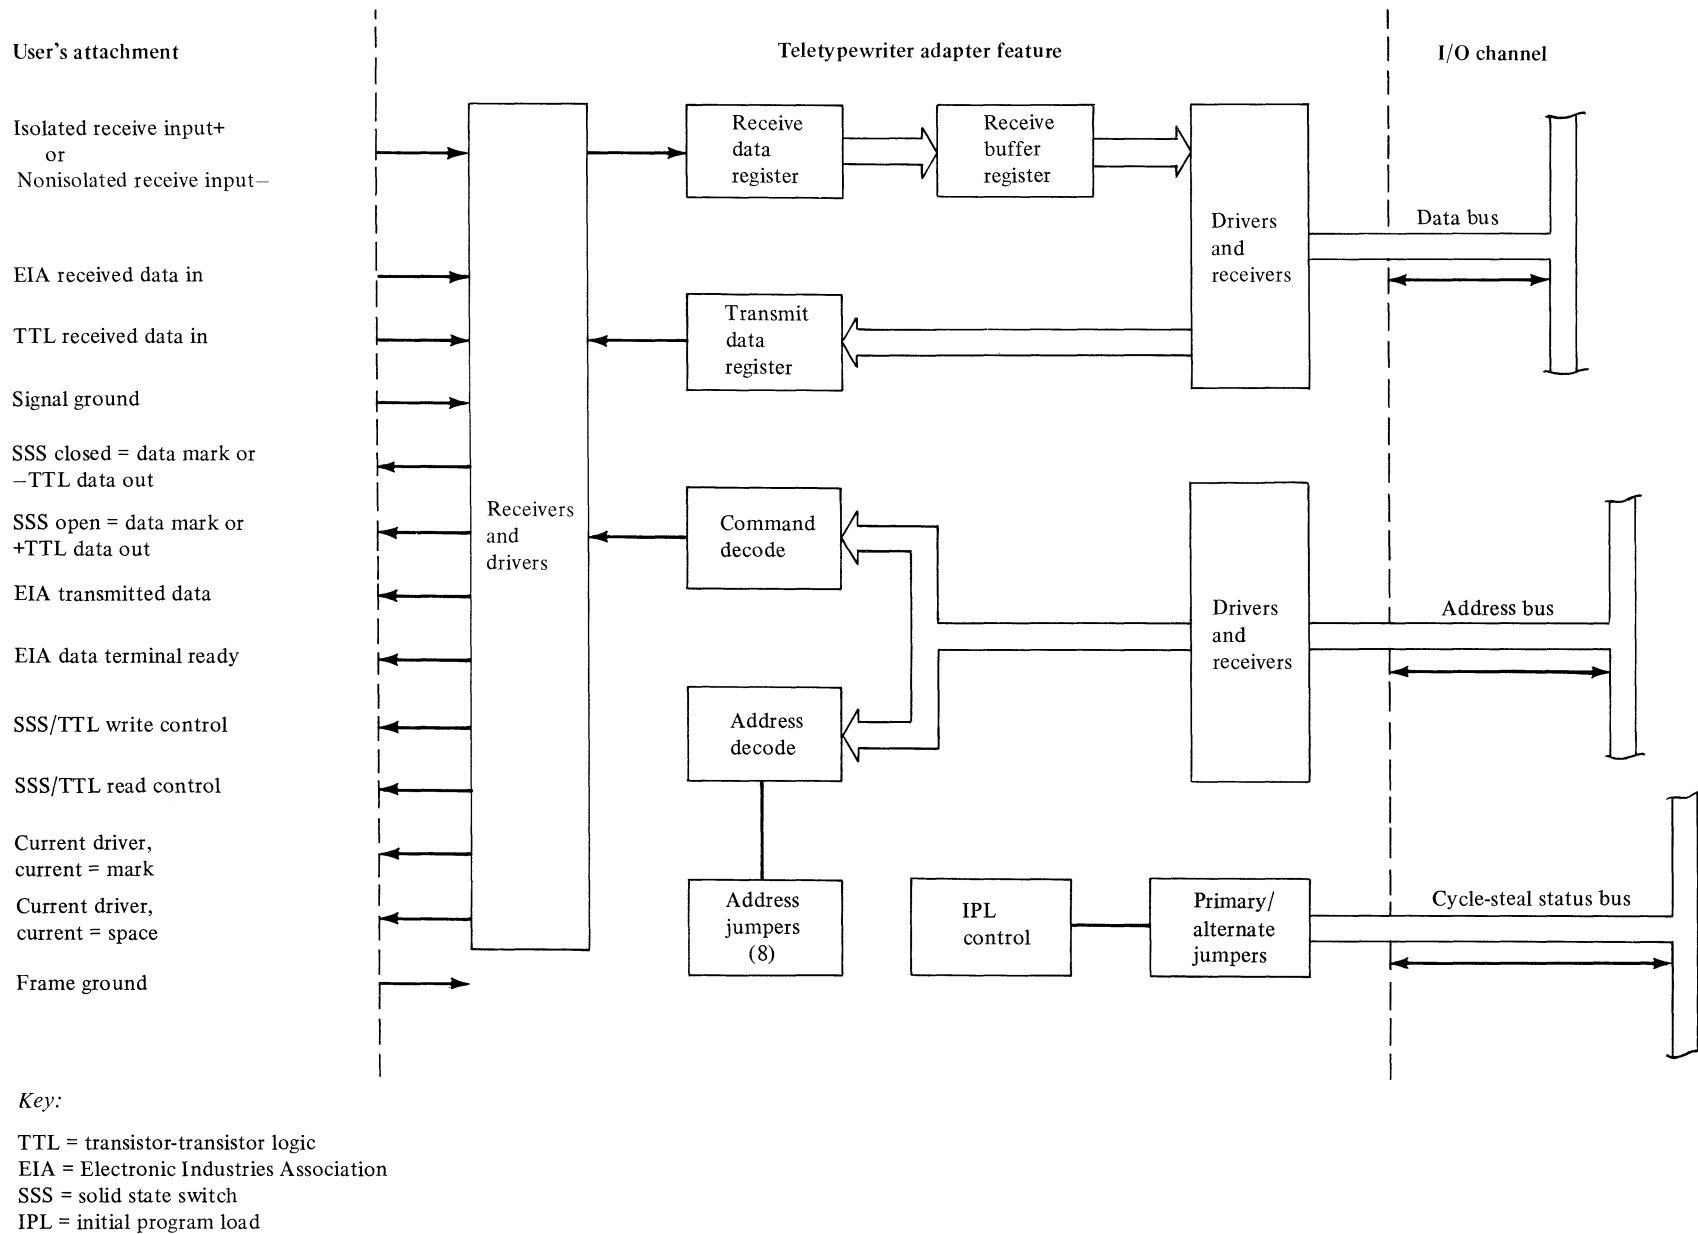 User's attachment
Teletypewriter adapter feature
I/O channel
Isolated receive input+
or
Nonisolated receive input−
EIA received data in
TTL received data in
Signal ground
SSS closed = data mark or
−TTL data out
SSS open = data mark or
+TTL data out
EIA transmitted data
EIA data terminal ready
SSS/TTL write control
SSS/TTL read control
Current driver,
current = mark
Current driver,
current = space
Frame ground
Receivers
and
drivers
Receive
data
register
Receive
buffer
register
Drivers
and
receivers
Data bus
Transmit
data
register
Command
decode
Drivers
and
receivers
Address bus
Address
decode
Address
jumpers
(8)
IPL
control
Primary/
alternate
jumpers
Cycle-steal status bus
Key:
TTL = transistor-transistor logic
EIA = Electronic Industries Association
SSS = solid state switch
IPL = initial program load